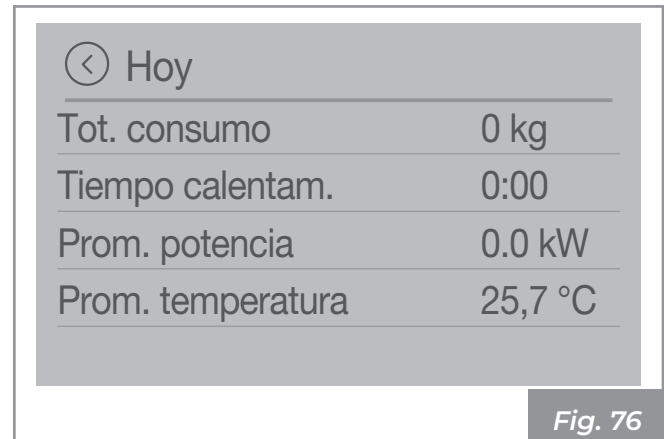 Hoy
Tot. consumo 0 kg
Tiempo calentam. 0:00
Prom. potencia 0.0 kW
Prom. temperatura 25,7 °C
Fig. 76